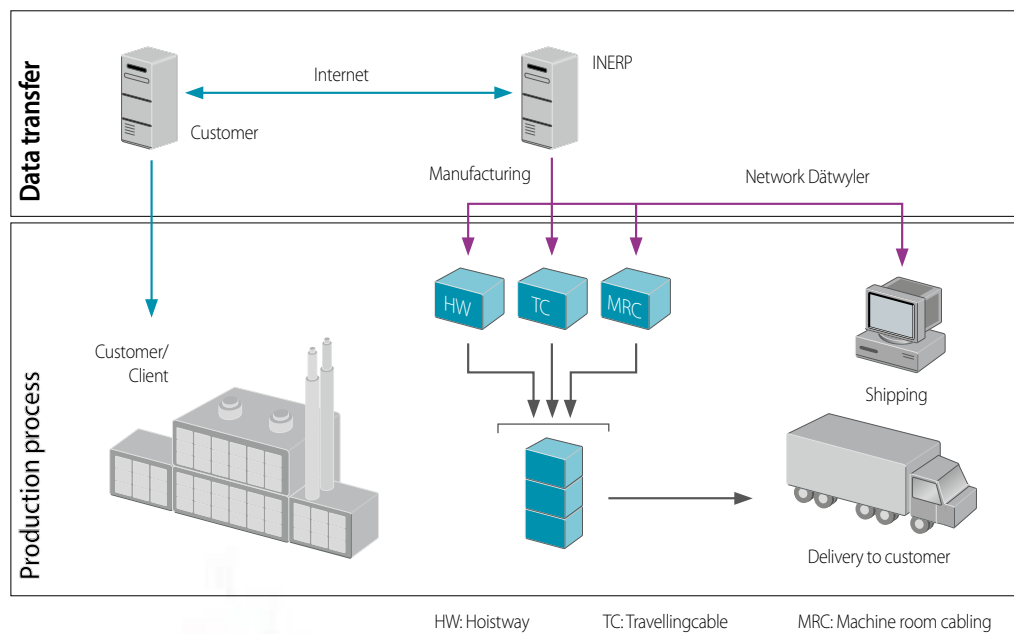 Data transfer
Internet
INERP
Customer
Manufacturing
Network Dätwyler
Production process
HW
TC
MRC
Customer/
Client
Shipping
Delivery to customer
HW: Hoistway TC: Travellingcable MRC: Machine room cabling